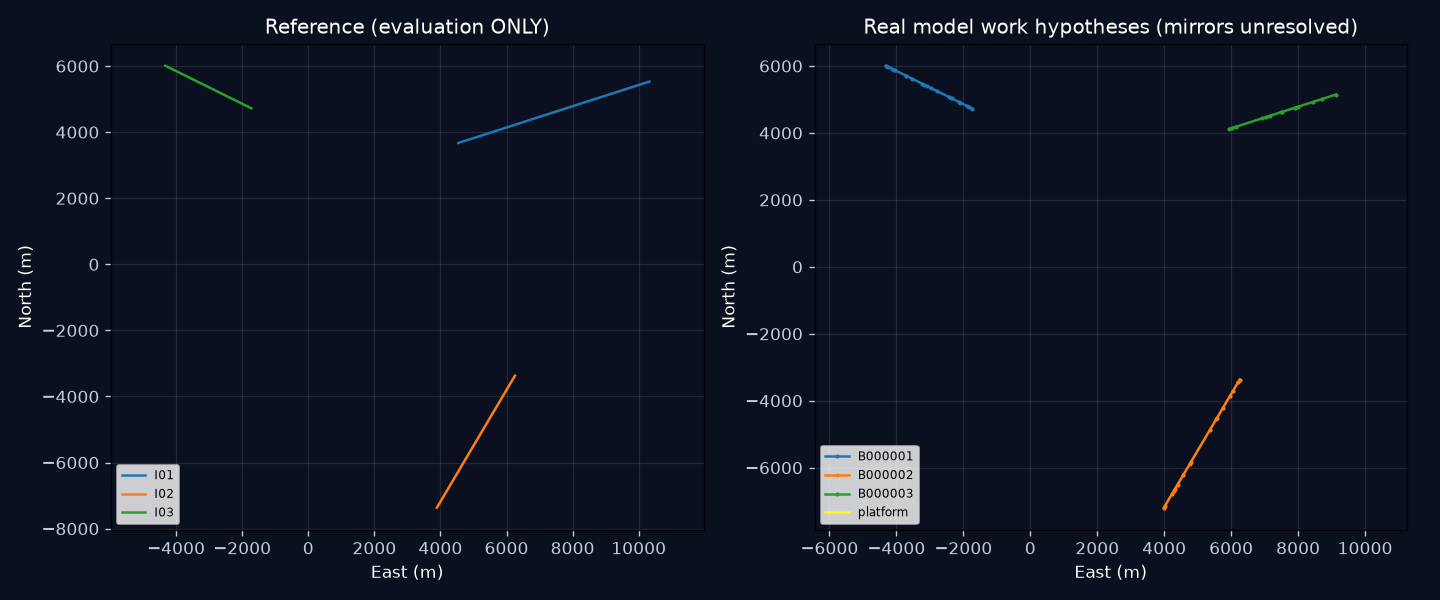 Reference (evaluation ONLY)
6000
4000
2000
0
−2000
−4000
−6000
−8000
North (m)
I01
I02
I03
−4000 −2000 0 2000 4000 6000 8000 10000
East (m)
Real model work hypotheses (mirrors unresolved)
6000
4000
2000
0
−2000
−4000
−6000
North (m)
B000001
B000002
B000003
platform
−6000 −4000 −2000 0 2000 4000 6000 8000 10000
East (m)